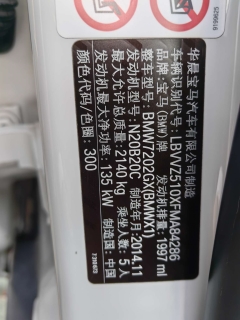 华晨宝马汽车有限公司制造
车辆识别代号：LBVVZ510XFMA84286
品牌：宝马(BMW)牌 发动机排量：1997 ml
整车型号：BMW7202GX(BMWX1)
发动机型号：N20B20C 制造年月：2014.11
最大允许总质量：2140 kg 乘坐人数：5人
发动机最大净功率：135 kW 制造国：中国
颜色代码/色圈：300
7398409